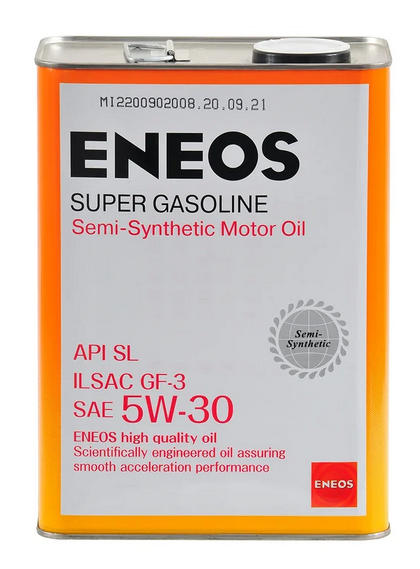 MI2200902008.20.09.21
ENEOS
SUPER GASOLINE
Semi-Synthetic Motor Oil
Semi-
Synthetic
API SL
ILSAC GF-3
SAE 5W-30
ENEOS high quality oil
Scientifically engineered oil assuring
smooth acceleration performance
ENEOS